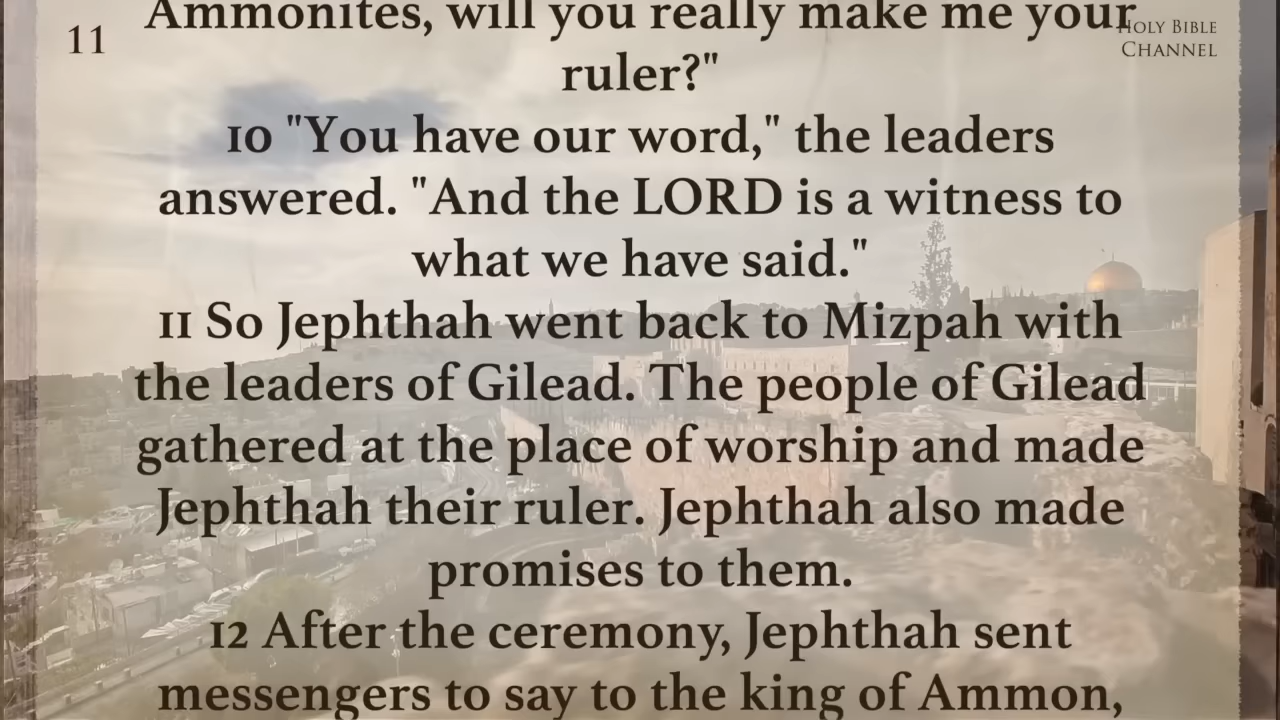 11
HOLY BIBLE
CHANNEL
Ammonites, will you really make me your
ruler?"
10 "You have our word," the leaders
answered. "And the LORD is a witness to
what we have said."
11 So Jephthah went back to Mizpah with
the leaders of Gilead. The people of Gilead
gathered at the place of worship and made
Jephthah their ruler. Jephthah also made
promises to them.
12 After the ceremony, Jephthah sent
messengers to say to the king of Ammon,